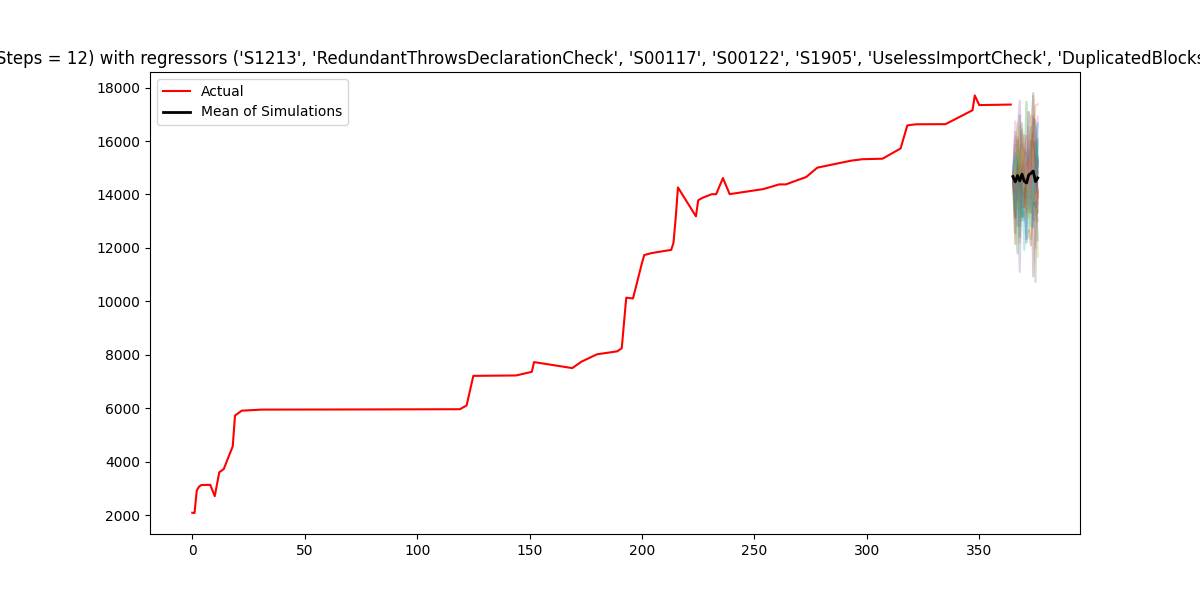 Steps = 12) with regressors ('S1213', 'RedundantThrowsDeclarationCheck', 'S00117', 'S00122', 'S1905', 'UselessImportCheck', 'DuplicatedBlocks
Actual
Mean of Simulations
18000
16000
14000
12000
10000
8000
6000
4000
2000
0 50 100 150 200 250 300 350